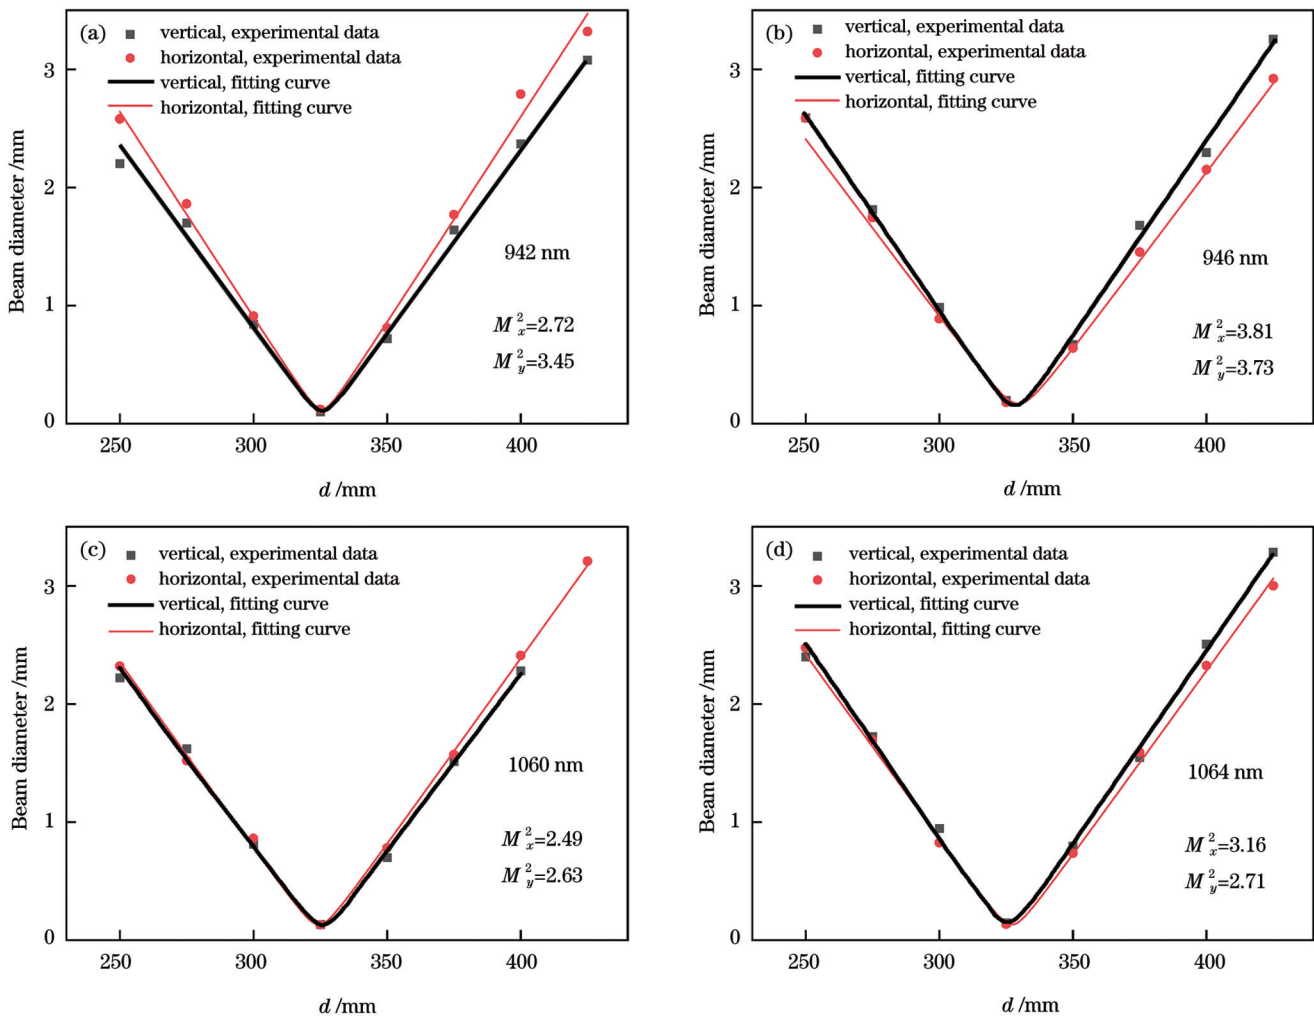 (a)
vertical, experimental data
horizontal, experimental data
vertical, fitting curve
horizontal, fitting curve
3
2
1
0
Beam diameter /mm
942 nm
M²ₓ=2.72
M²ᵧ=3.45
250 300 350 400
d /mm
(b)
vertical, experimental data
horizontal, experimental data
vertical, fitting curve
horizontal, fitting curve
3
2
1
0
Beam diameter /mm
946 nm
M²ₓ=3.81
M²ᵧ=3.73
250 300 350 400
d /mm
(c)
vertical, experimental data
horizontal, experimental data
vertical, fitting curve
horizontal, fitting curve
3
2
1
0
Beam diameter /mm
1060 nm
M²ₓ=2.49
M²ᵧ=2.63
250 300 350 400
d /mm
(d)
vertical, experimental data
horizontal, experimental data
vertical, fitting curve
horizontal, fitting curve
3
2
1
0
Beam diameter /mm
1064 nm
M²ₓ=3.16
M²ᵧ=2.71
250 300 350 400
d /mm